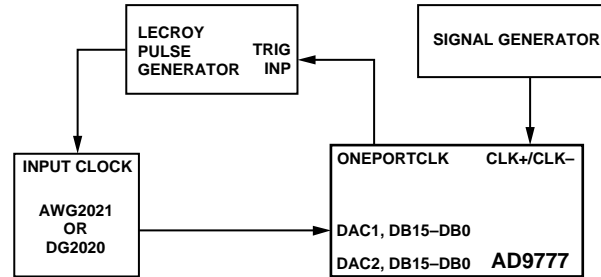 LECROY
PULSE
GENERATOR
TRIG
INP
SIGNAL GENERATOR
INPUT CLOCK
AWG2021
OR
DG2020
ONEPORTCLK
CLK+/CLK–
DAC1, DB15–DB0
DAC2, DB15–DB0
AD9777